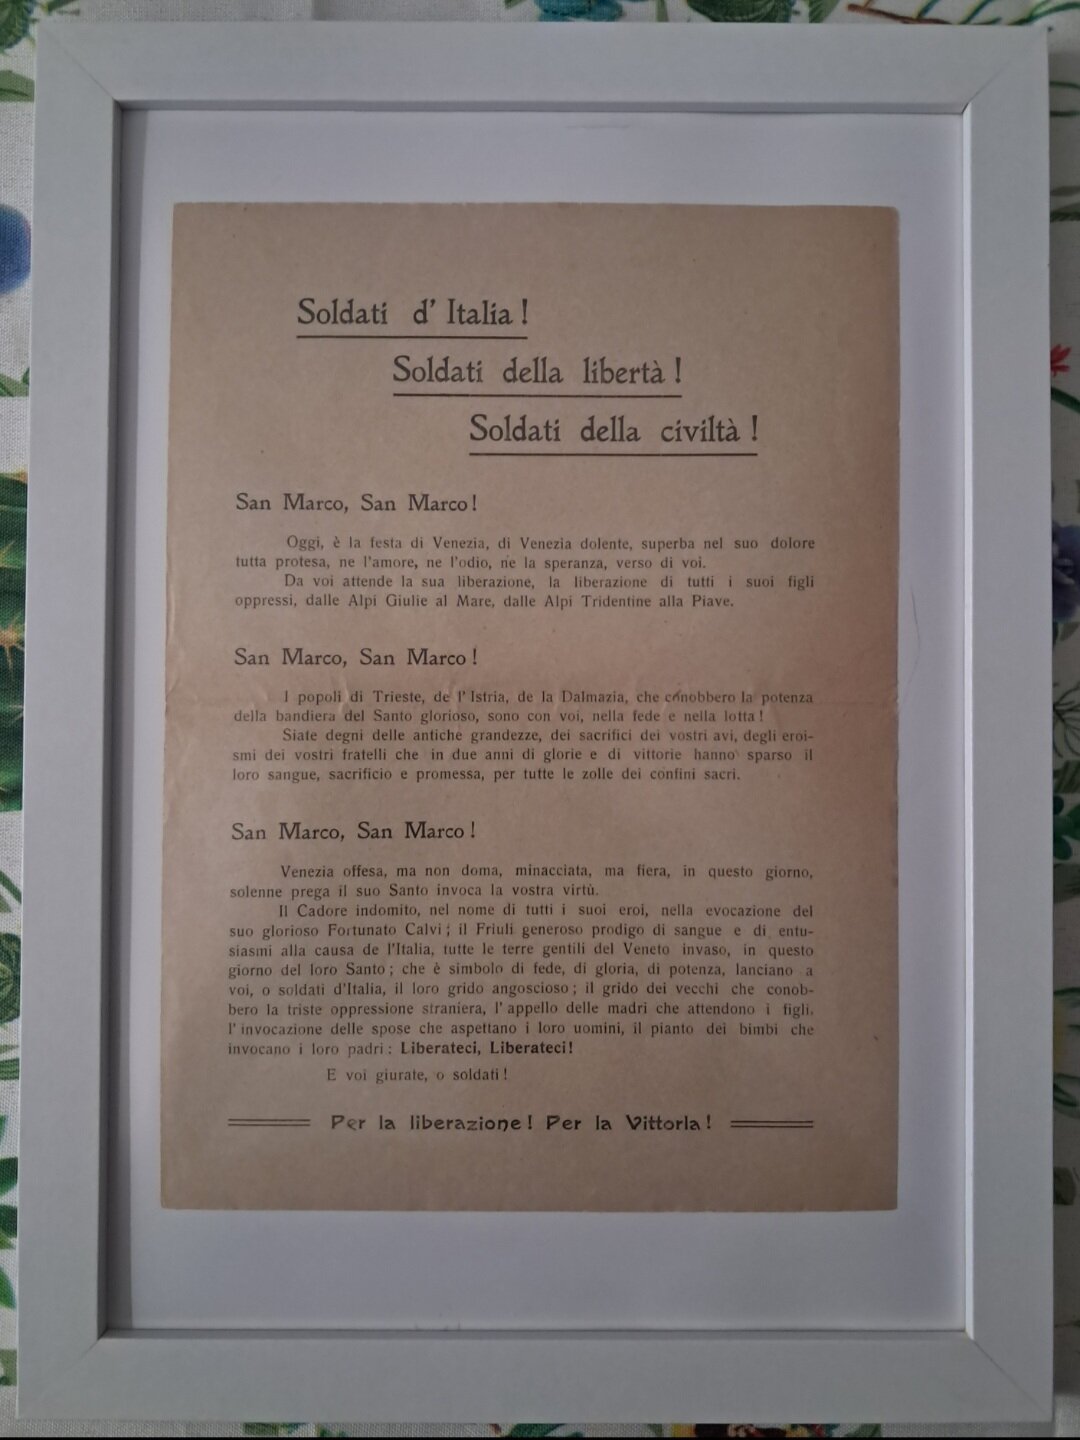 Soldati d' Italia !
Soldati della libertà !
Soldati della civiltà !
San Marco, San Marco !
Oggi, è la festa di Venezia, di Venezia dolente, superba nel suo dolore
tutta protesa, ne l'amore, ne l'odio, ne la speranza, verso di voi.
Da voi attende la sua liberazione, la liberazione di tutti i suoi figli
oppressi, dalle Alpi Giulie al Mare, dalle Alpi Tridentine alla Piave.
San Marco, San Marco !
I popoli di Trieste, de l' Istria, de la Dalmazia, che conobbero la potenza
della bandiera del Santo glorioso, sono con voi, nella fede e nella lotta !
Siate degni delle antiche grandezze, dei sacrifici dei vostri avi, degli eroi-
smi dei vostri fratelli che in due anni di glorie e di vittorie hanno sparso il
loro sangue, sacrificio e promessa, per tutte le zolle dei confini sacri.
San Marco, San Marco !
Venezia offesa, ma non doma, minacciata, ma fiera, in questo giorno,
solenne prega il suo Santo invoca la vostra virtù.
Il Cadore indomito, nel nome di tutti i suoi eroi, nella evocazione del
suo glorioso Fortunato Calvi ; il Friuli generoso prodigo di sangue e di entu-
siasmi alla causa de l'Italia, tutte le terre gentili del Veneto invaso, in questo
giorno del loro Santo ; che è simbolo di fede, di gloria, di potenza, lanciano a
voi, o soldati d'Italia, il loro grido angoscioso ; il grido dei vecchi che conob-
bero la triste oppressione straniera, l' appello delle madri che attendono i figli,
l' invocazione delle spose che aspettano i loro uomini, il pianto dei bimbi che
invocano i loro padri : Liberateci, Liberateci !
E voi giurate, o soldati !
Per la liberazione ! Per la Vittoria !